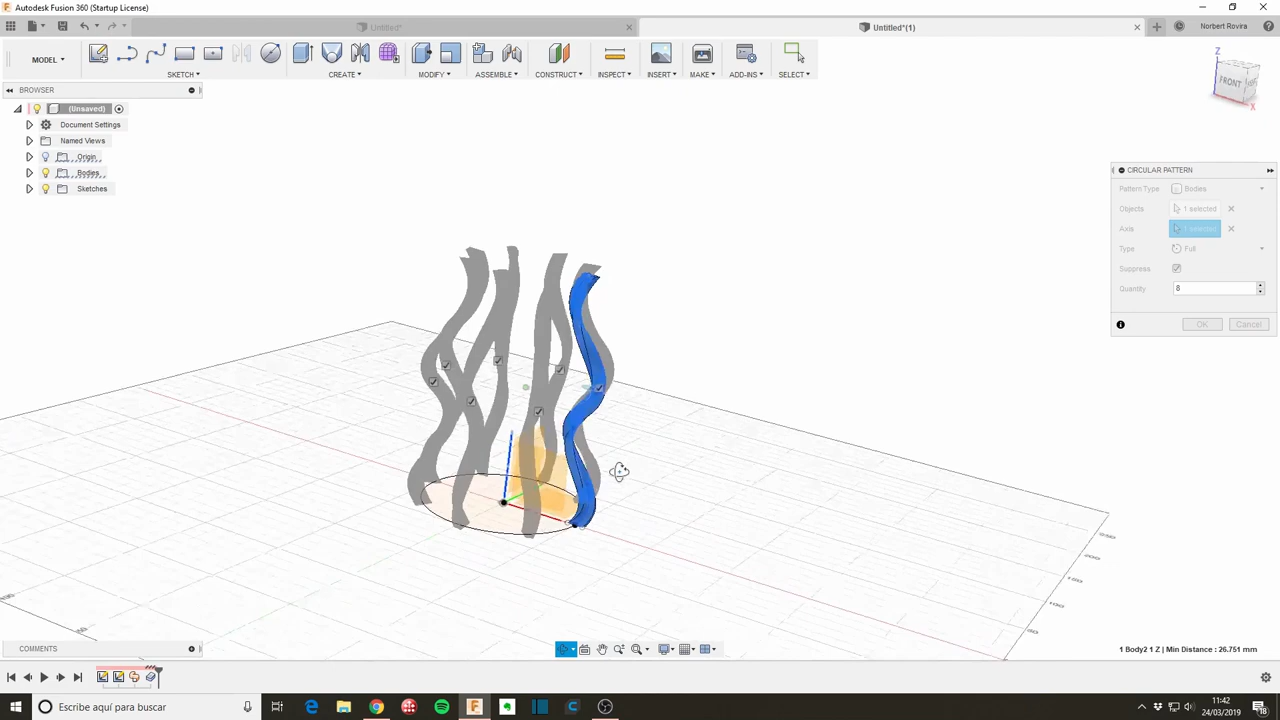 Autodesk Fusion 360 (Startup License)
Untitled*
Untitled*(1)
Norbert Rovira
MODEL
SKETCH
CREATE
MODIFY
ASSEMBLE
CONSTRUCT
INSPECT
INSERT
MAKE
ADD-INS
SELECT
BROWSER
(Unsaved)
Document Settings
Named Views
Origin
Bodies
Sketches
Z
FRONT
X
CIRCULAR PATTERN
Pattern Type
Bodies
Objects
1 selected
Axis
1 selected
Type
Full
Suppress
Quantity
8
OK
Cancel
COMMENTS
1 Body2 1 Z | Min Distance : 26.751 mm
Escribe aquí para buscar
11:42
24/03/2019
18